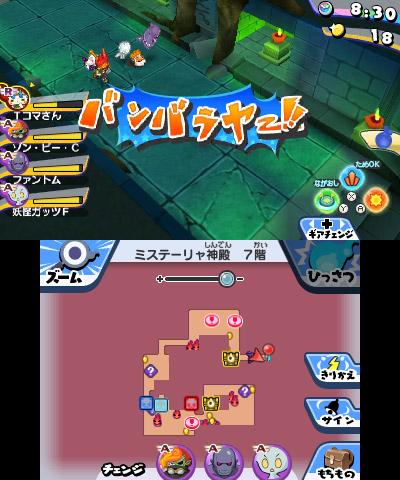 8:30
18
バンバラヤー!!
R
Tコマさん
A
ソン・ビー・C
A
ファントム
A
妖怪ガッツF
ためOK
ながおし
X
Y
A
ギアチェンジ
ズーム
しんでん かい
ミステーリャ神殿 7階
ひっさつ
きりかえ
サイン
もちもの
チェンジ
A
A
A